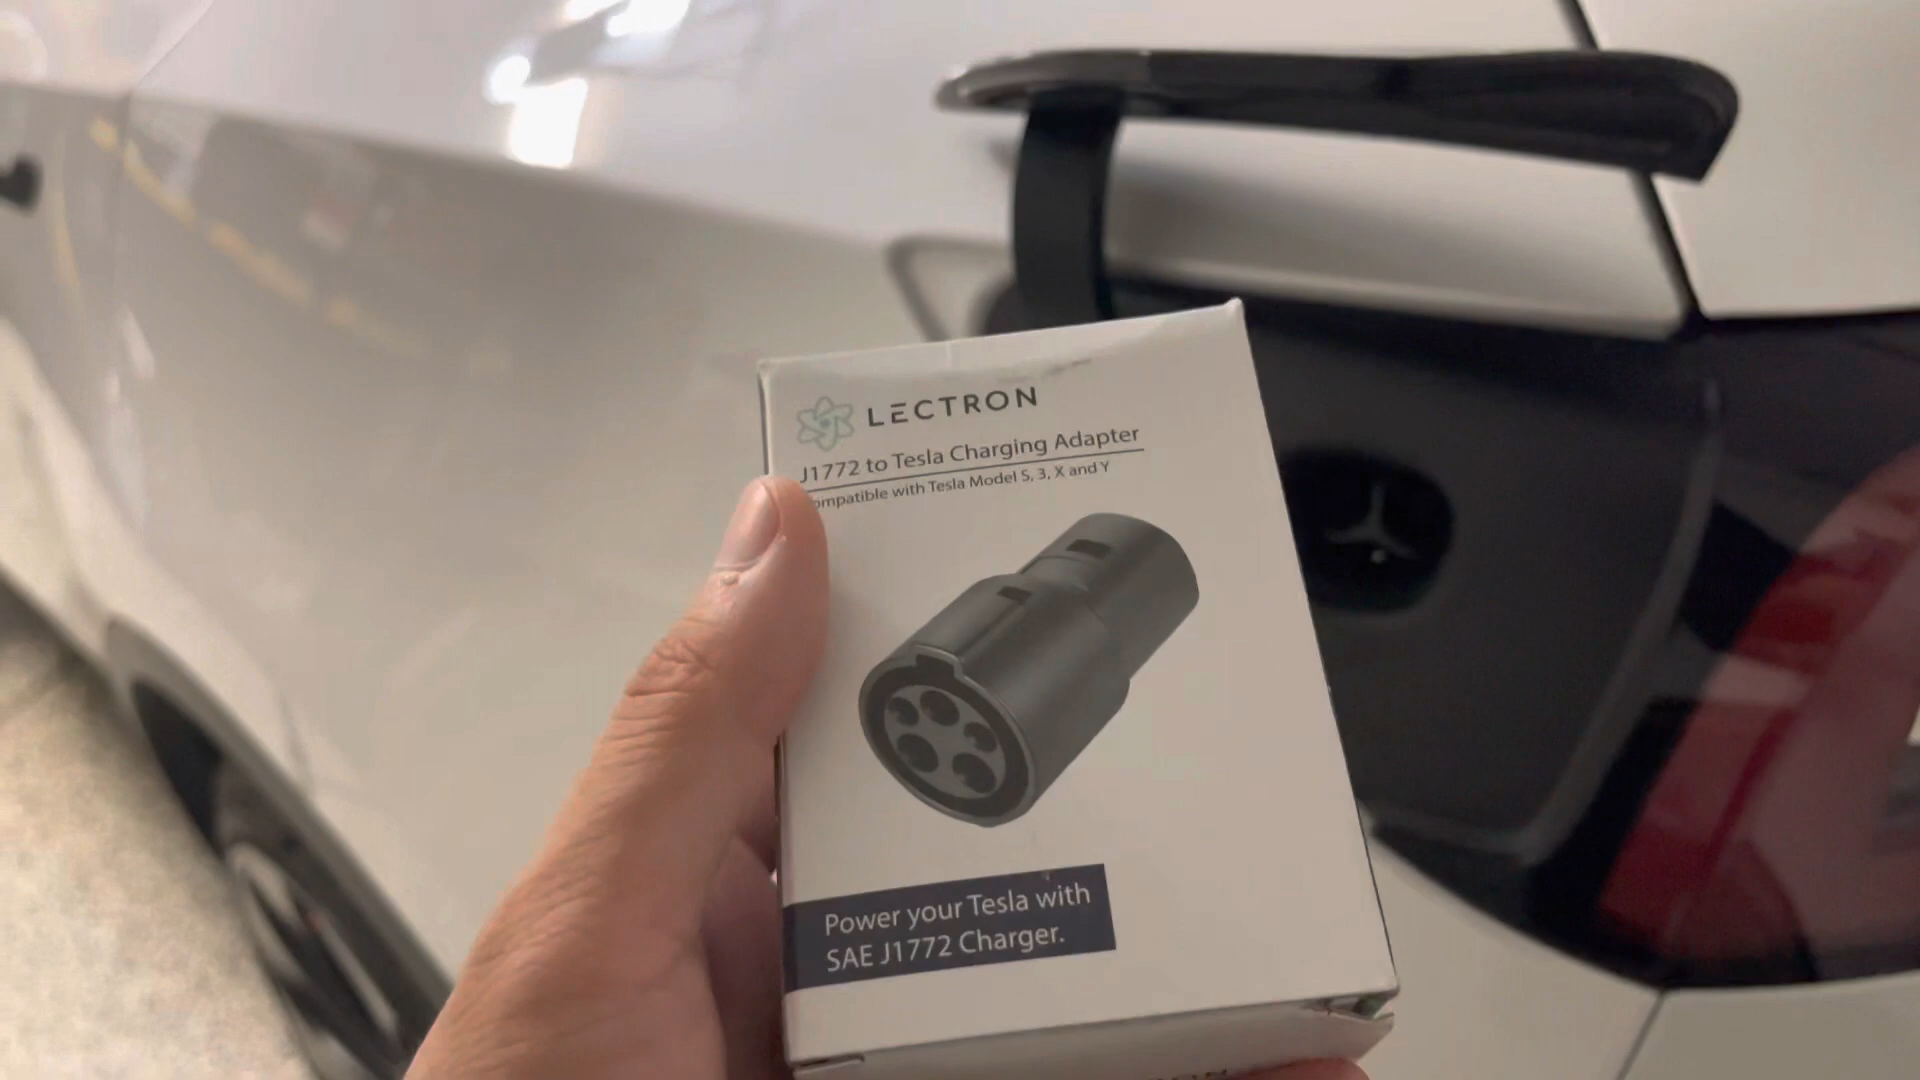 LECTRON
J1772 to Tesla Charging Adapter
ompatible with Tesla Model S, 3, X and Y
Power your Tesla with
SAE J1772 Charger.